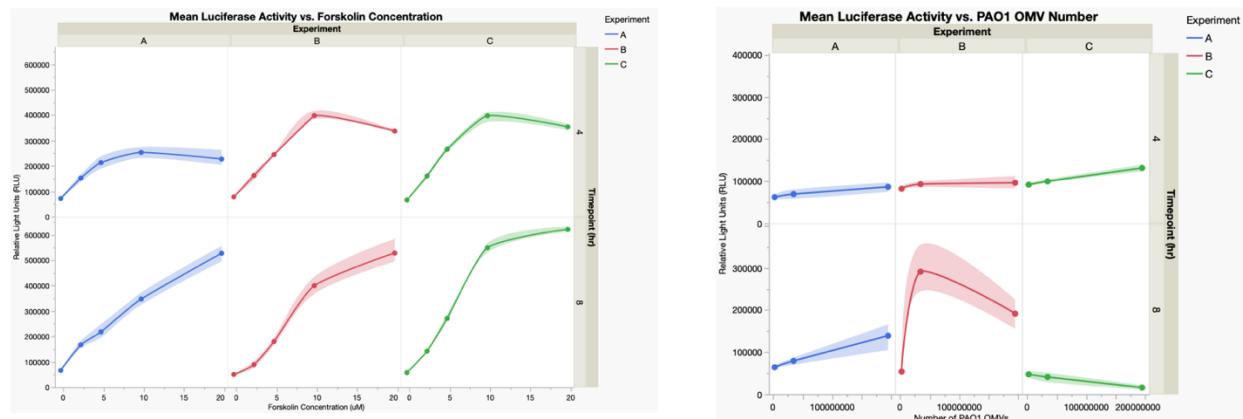 Mean Luciferase Activity vs. Forskolin Concentration
Experiment
A B C
Experiment
A
B
C
Relative Light Units (RLU)
600000
500000
400000
300000
200000
100000
0
4
600000
500000
400000
300000
200000
100000
0
8
Timepoint (hr)
0 5 10 15 20 0 5 10 15 20 0 5 10 15 20
Forskolin Concentration (uM)
Mean Luciferase Activity vs. PAO1 OMV Number
Experiment
A B C
Experiment
A
B
C
Relative Light Units (RLU)
400000
300000
200000
100000
0
4
300000
200000
100000
0
8
Timepoint (hr)
0 100000000 0 100000000 0 100000000 200000000
Number of PAO1 OMVs